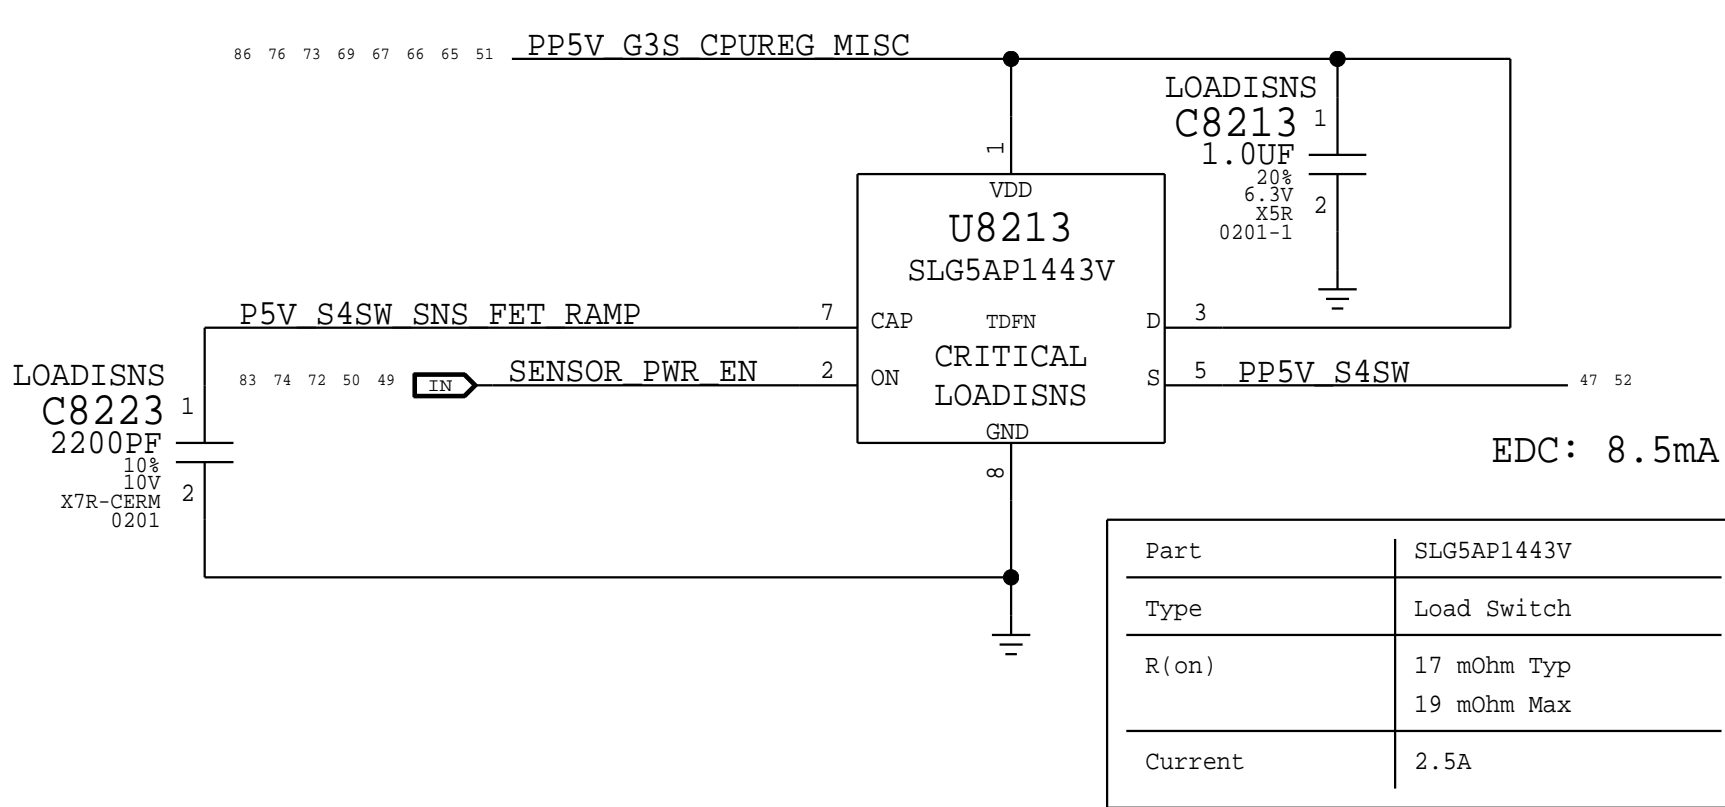 86 76 73 69 67 66 65 51 PP5V_G3S_CPUREG_MISC
LOADISNS
C8213
1
1.0UF
20%
6.3V
X5R
0201-1
2
1
VDD
U8213
SLG5AP1443V
TDFN
CRITICAL
LOADISNS
GND
8
P5V_S4SW_SNS_FET_RAMP
7
CAP
D
3
83 74 72 50 49 IN SENSOR_PWR_EN
2
ON
S
5
PP5V_S4SW
47 52
LOADISNS
C8223
1
2200PF
10%
10V
X7R-CERM
0201
2
EDC: 8.5mA
Part SLG5AP1443V
Type Load Switch
R(on) 17 mOhm Typ
19 mOhm Max
Current 2.5A